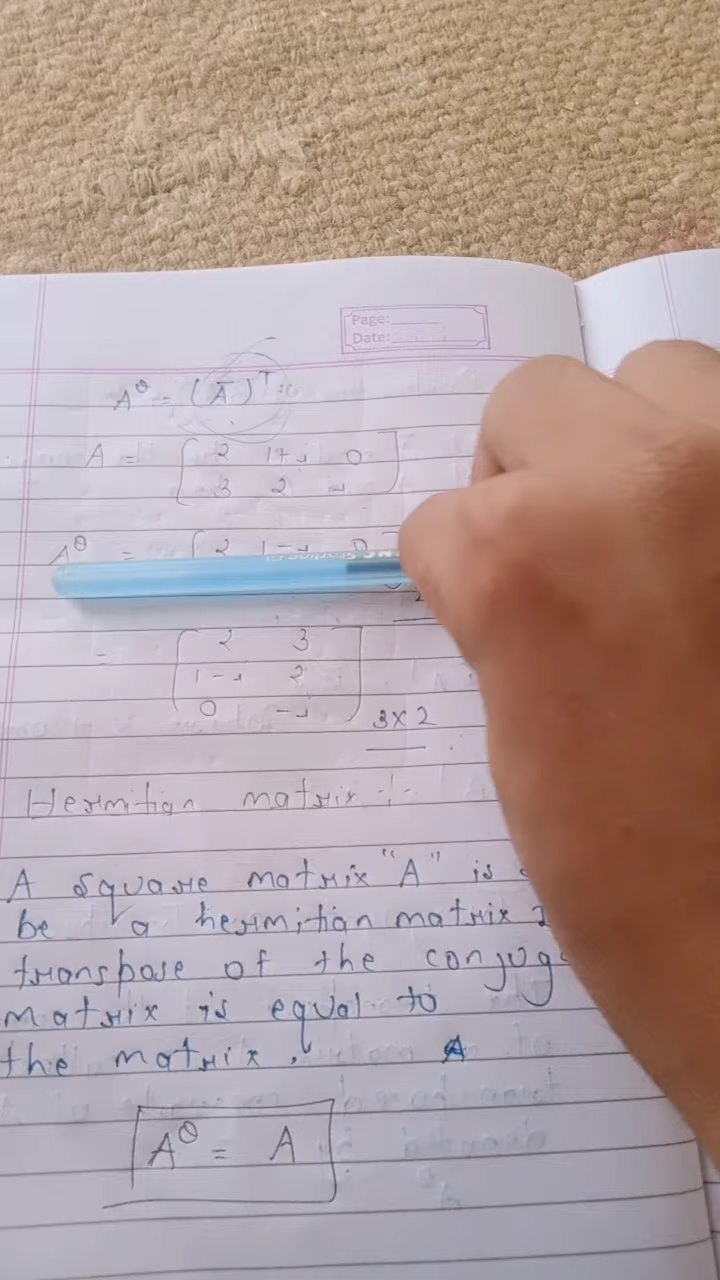 Page:
Date:
A^θ = (Ā)^T :
A = [ 2 1+i 0
3 2 i ]
A^θ = [ 2 1-i 0
= [ 2 3
1-i 2
0 -i ] 3×2
Hermitian matrix :-
A square matrix "A" is
be a hermitian matrix
transpose of the
matrix is equal to
the matrix. A
A^θ = A